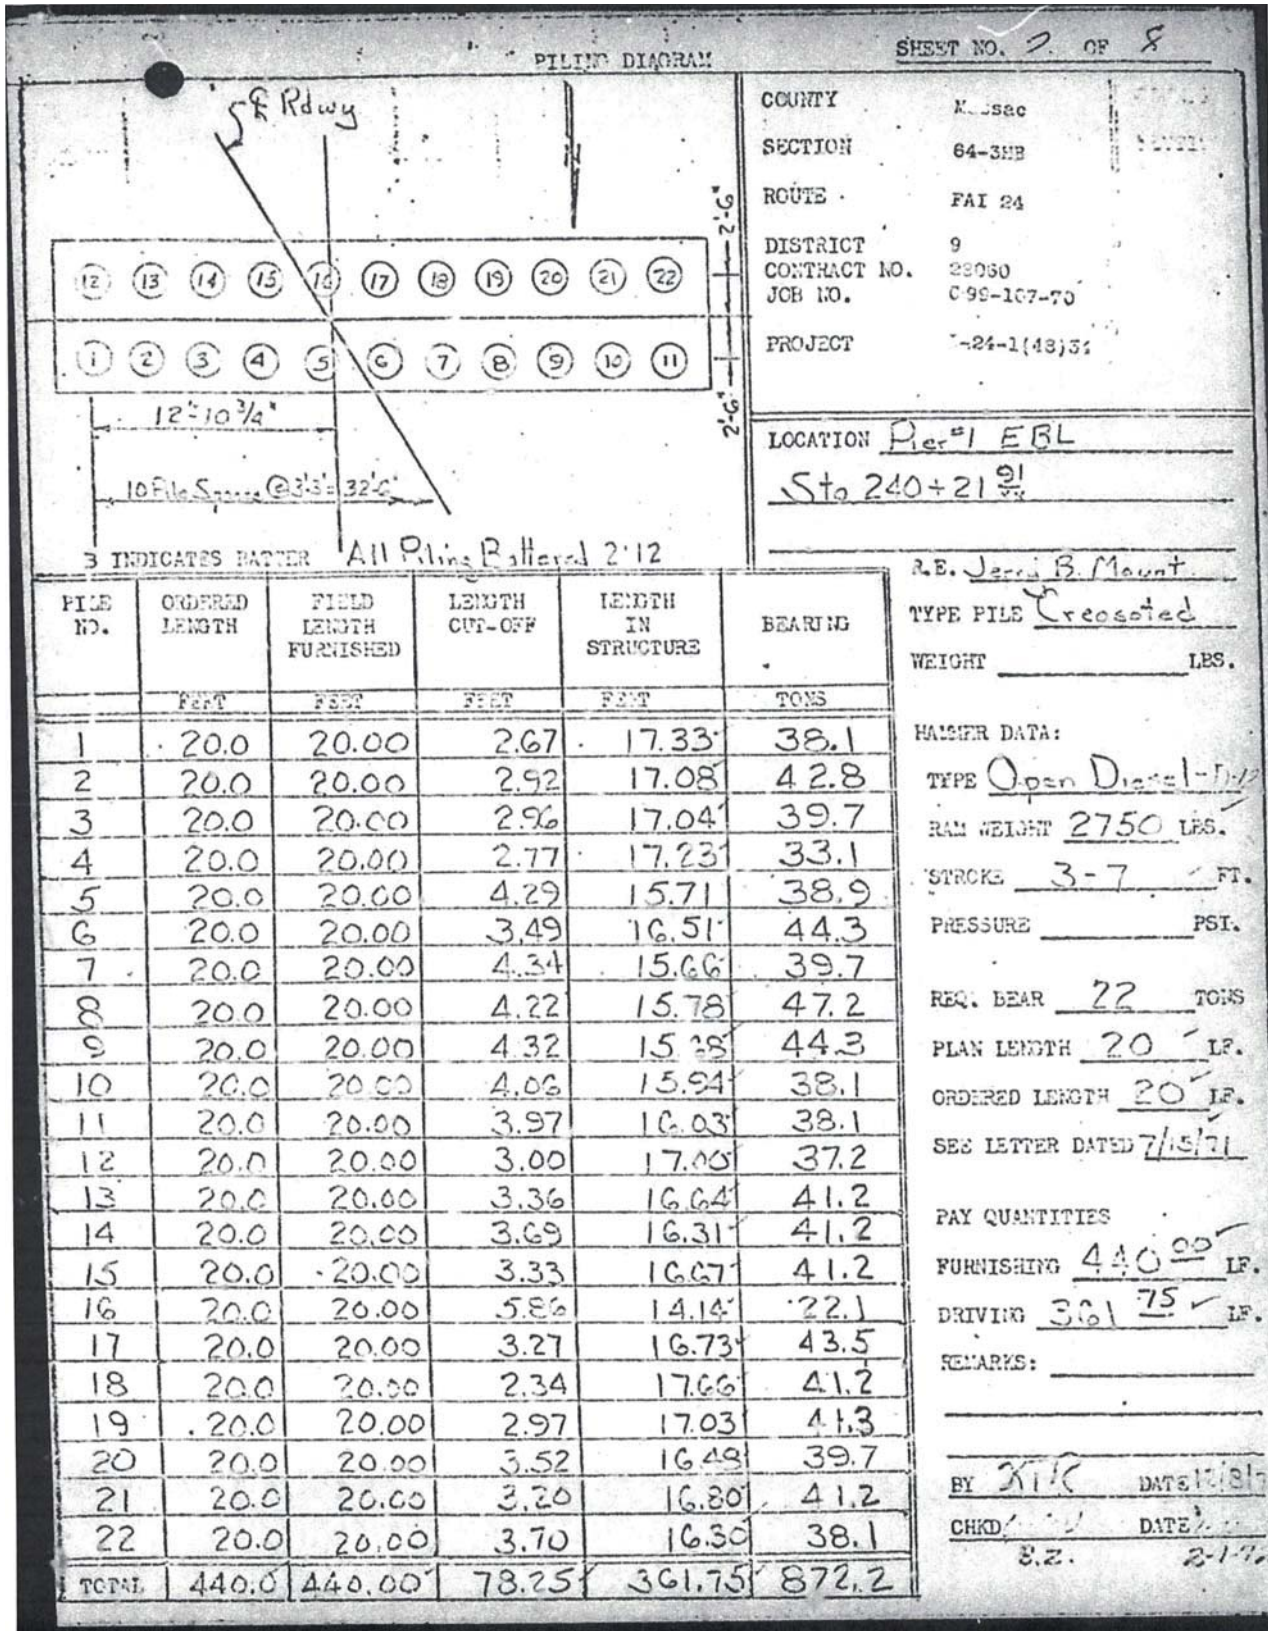 PILING DIAGRAM
SHEET NO. 2 OF 8
℄ Rdwy
12 13 14 15 16 17 18 19 20 21 22
1 2 3 4 5 6 7 8 9 10 11
2'-6"
2'-6"
12'-10 3/4"
10 Pile Space @ 3'3" = 32'-6"
3 INDICATES BATTER All Piling Battered 2:12
COUNTY Massac
SECTION 64-3HB
ROUTE FAI 24
DISTRICT 9
CONTRACT NO. 28060
JOB NO. C-99-107-70
PROJECT -24-1(48)3
LOCATION Pier #1 EBL
Sta 240+21 91
R.E. Jerry B. Mount
TYPE PILE Creosoted
WEIGHT LBS.
HAMMER DATA:
TYPE Open Diesel-D-12
RAM WEIGHT 2750 LBS.
STROKE 3-7 FT.
PRESSURE PSI.
REQ. BEAR 22 TONS
PLAN LENGTH 20 LF.
ORDERED LENGTH 20 LF.
SEE LETTER DATED 7/15/71
PAY QUANTITIES
FURNISHING 440 00 LF.
DRIVING 361 75 LF.
REMARKS:
BY DATE
CHKD DATE
E.Z. 2-1-7
PILE NO. ORDERED LENGTH FIELD LENGTH FURNISHED LENGTH CUT-OFF LENGTH IN STRUCTURE BEARING
FEET FEET FEET FEET TONS
1 20.0 20.00 2.67 17.33 38.1
2 20.0 20.00 2.92 17.08 42.8
3 20.0 20.00 2.96 17.04 39.7
4 20.0 20.00 2.77 17.23 33.1
5 20.0 20.00 4.29 15.71 38.9
6 20.0 20.00 3.49 16.51 44.3
7 20.0 20.00 4.34 15.66 39.7
8 20.0 20.00 4.22 15.78 47.2
9 20.0 20.00 4.32 15.68 44.3
10 20.0 20.00 4.06 15.94 38.1
11 20.0 20.00 3.97 16.03 38.1
12 20.0 20.00 3.00 17.00 37.2
13 20.0 20.00 3.36 16.64 41.2
14 20.0 20.00 3.69 16.31 41.2
15 20.0 20.00 3.33 16.67 41.2
16 20.0 20.00 5.86 14.14 22.1
17 20.0 20.00 3.27 16.73 43.5
18 20.0 20.00 2.34 17.66 41.2
19 20.0 20.00 2.97 17.03 41.3
20 20.0 20.00 3.52 16.48 39.7
21 20.0 20.00 3.20 16.80 41.2
22 20.0 20.00 3.70 16.30 38.1
TOTAL 440.0 440.00 78.25 361.75 872.2